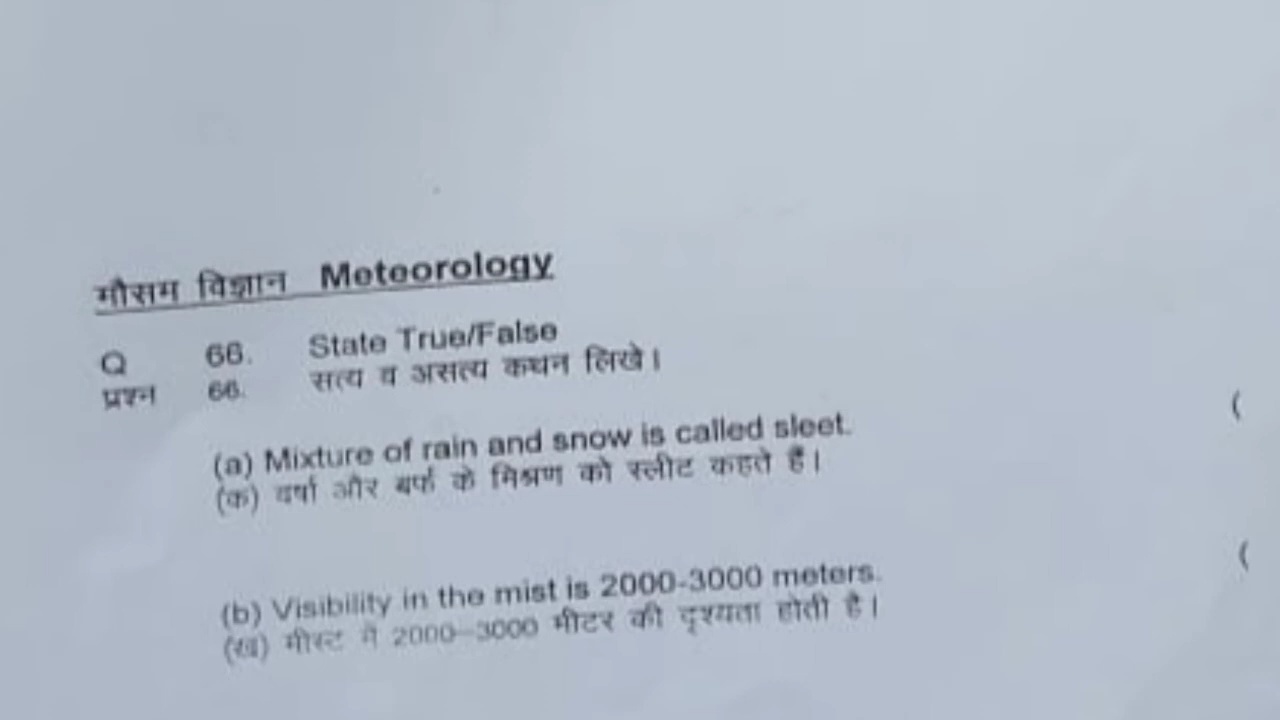 मौसम विज्ञान Meteorology
Q 66. State True/False
प्रश्न 66. सत्य व असत्य कथन लिखे।
(
(a) Mixture of rain and snow is called sleet.
(क) वर्षा और बर्फ के मिश्रण को स्लीट कहते हैं।
(
(b) Visibility in the mist is 2000-3000 meters.
(ख) मीस्ट में 2000-3000 मीटर की दृश्यता होती है।